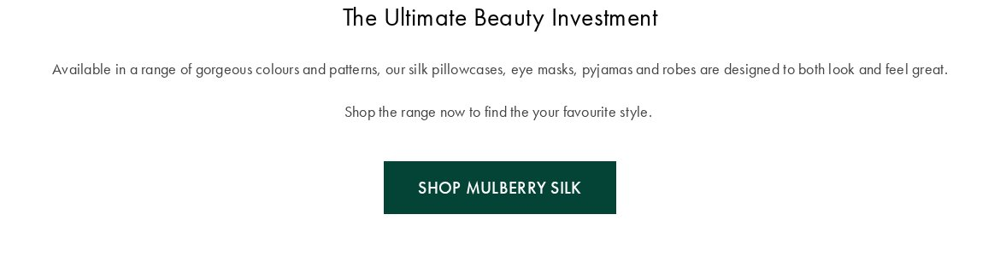 The Ultimate Beauty Investment
Available in a range of gorgeous colours and patterns, our silk pillowcases, eye masks, pyjamas and robes are designed to both look and feel great.
Shop the range now to find the your favourite style.
SHOP MULBERRY SILK